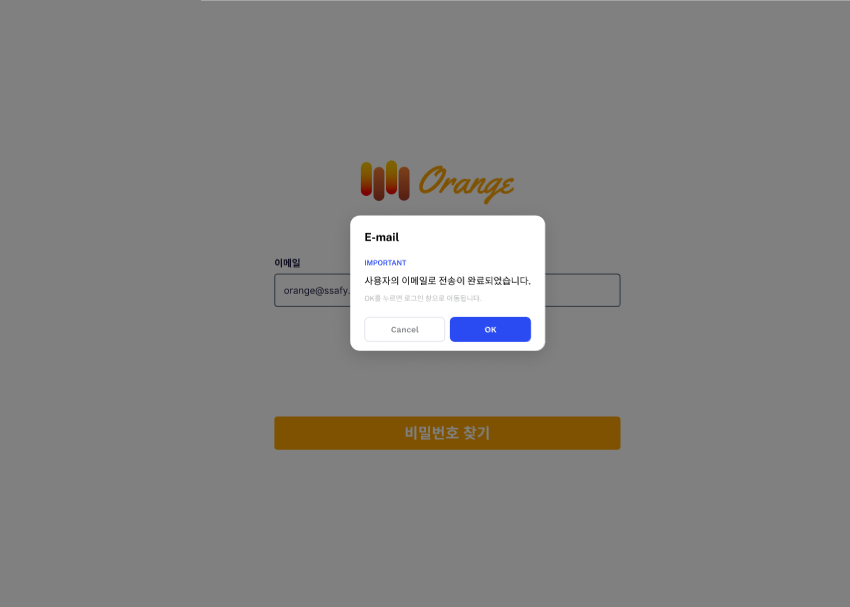 Orange
E-mail
이메일
IMPORTANT
사용자의 이메일로 전송이 완료되었습니다.
orange@ssafy.
OK를 누르면 로그인 창으로 이동됩니다.
Cancel
OK
비밀번호 찾기